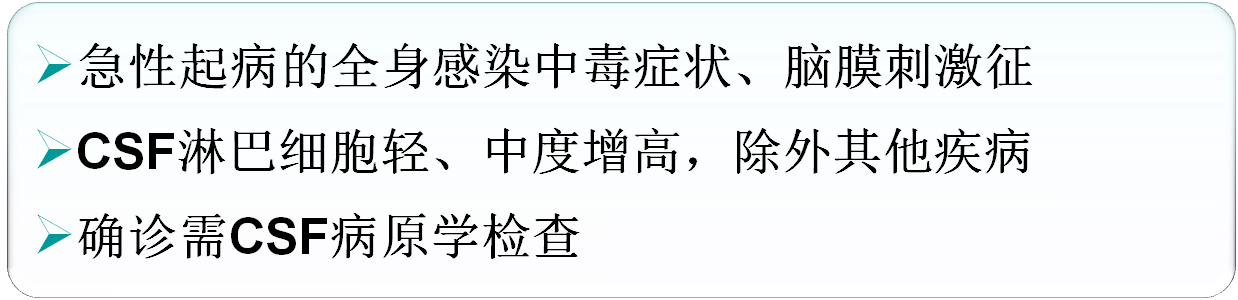 ➢急性起病的全身感染中毒症状、脑膜刺激征
➢CSF淋巴细胞轻、中度增高，除外其他疾病
➢确诊需CSF病原学检查